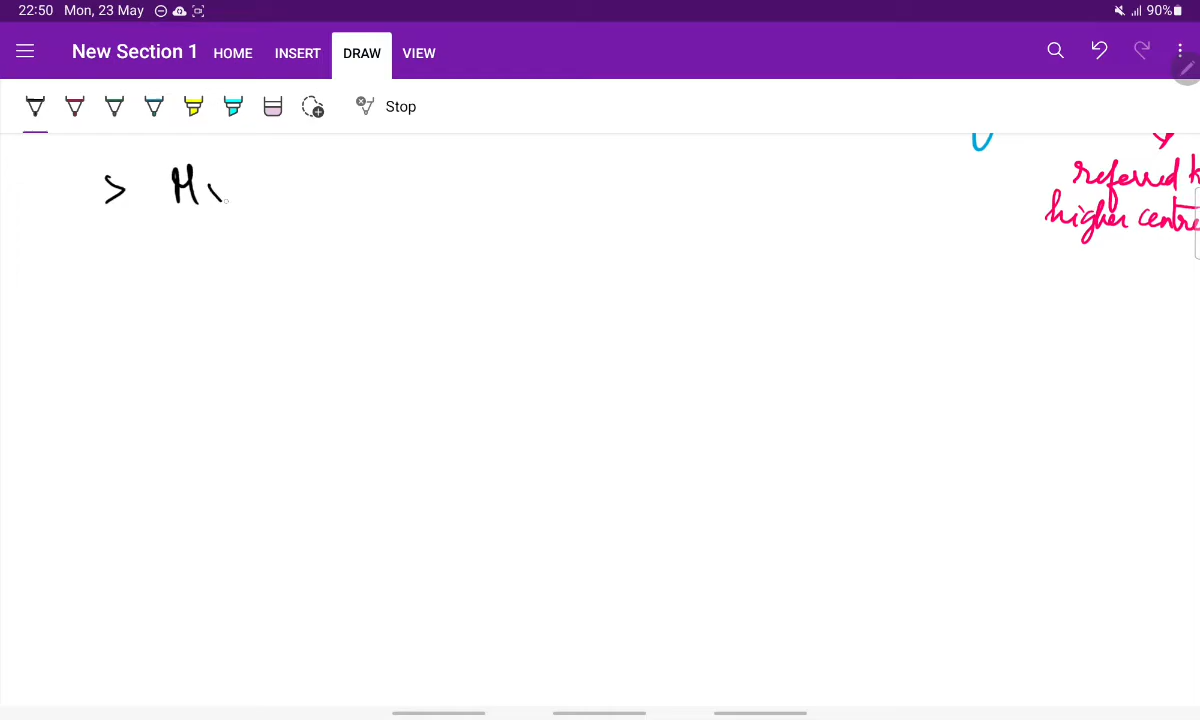 22:50 Mon, 23 May 90%
New Section 1 HOME INSERT DRAW VIEW
Stop
> M
referred
higher centre